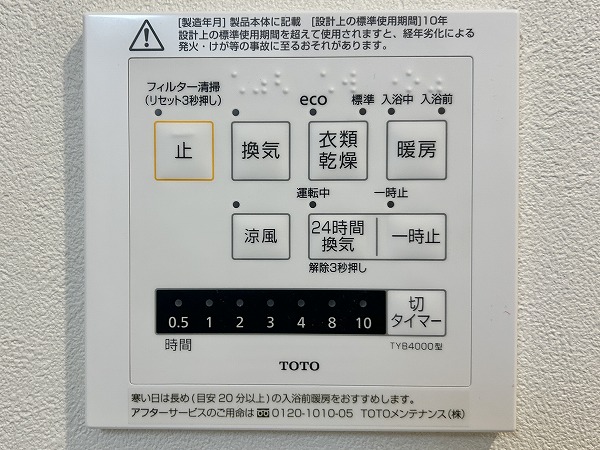 [製造年月] 製品本体に記載 [設計上の標準使用期間]10年
設計上の標準使用期間を超えて使用されますと、経年劣化による
発火・けが等の事故に至るおそれがあります。
フィルター清掃
(リセット3秒押し)
eco 標準 入浴中 入浴前
止 換気 衣類乾燥 暖房
運転中 一時止
涼風 24時間換気 一時止
解除3秒押し
0.5 1 2 3 4 8 10
切タイマー
時間
TYB4000型
TOTO
寒い日は長め(目安20分以上)の入浴前暖房をおすすめします。
アフターサービスのご用命は 0120-1010-05 TOTOメンテナンス(株)